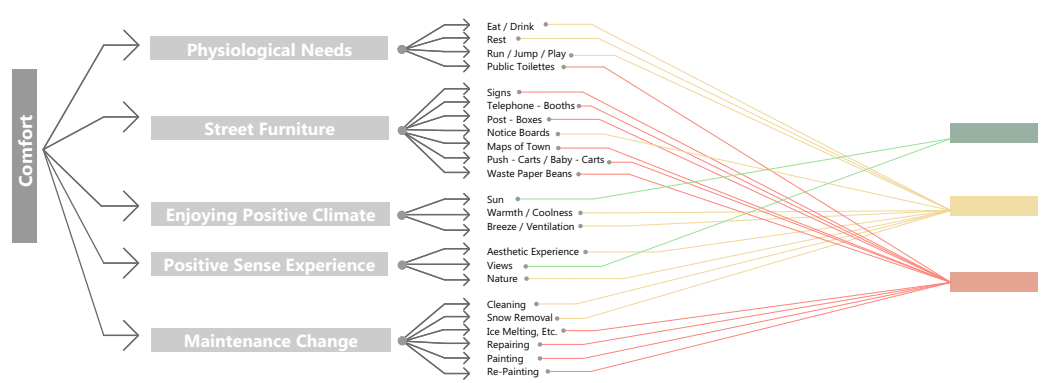 Comfort
Physiological Needs
Eat / Drink
Rest
Run / Jump / Play
Public Toilettes
Street Furniture
Signs
Telephone - Booths
Post - Boxes
Notice Boards
Maps of Town
Push - Carts / Baby - Carts
Waste Paper Beans
Enjoying Positive Climate
Sun
Warmth / Coolness
Breeze / Ventilation
Positive Sense Experience
Aesthetic Experience
Views
Nature
Maintenance Change
Cleaning
Snow Removal
Ice Melting, Etc.
Repairing
Painting
Re-Painting